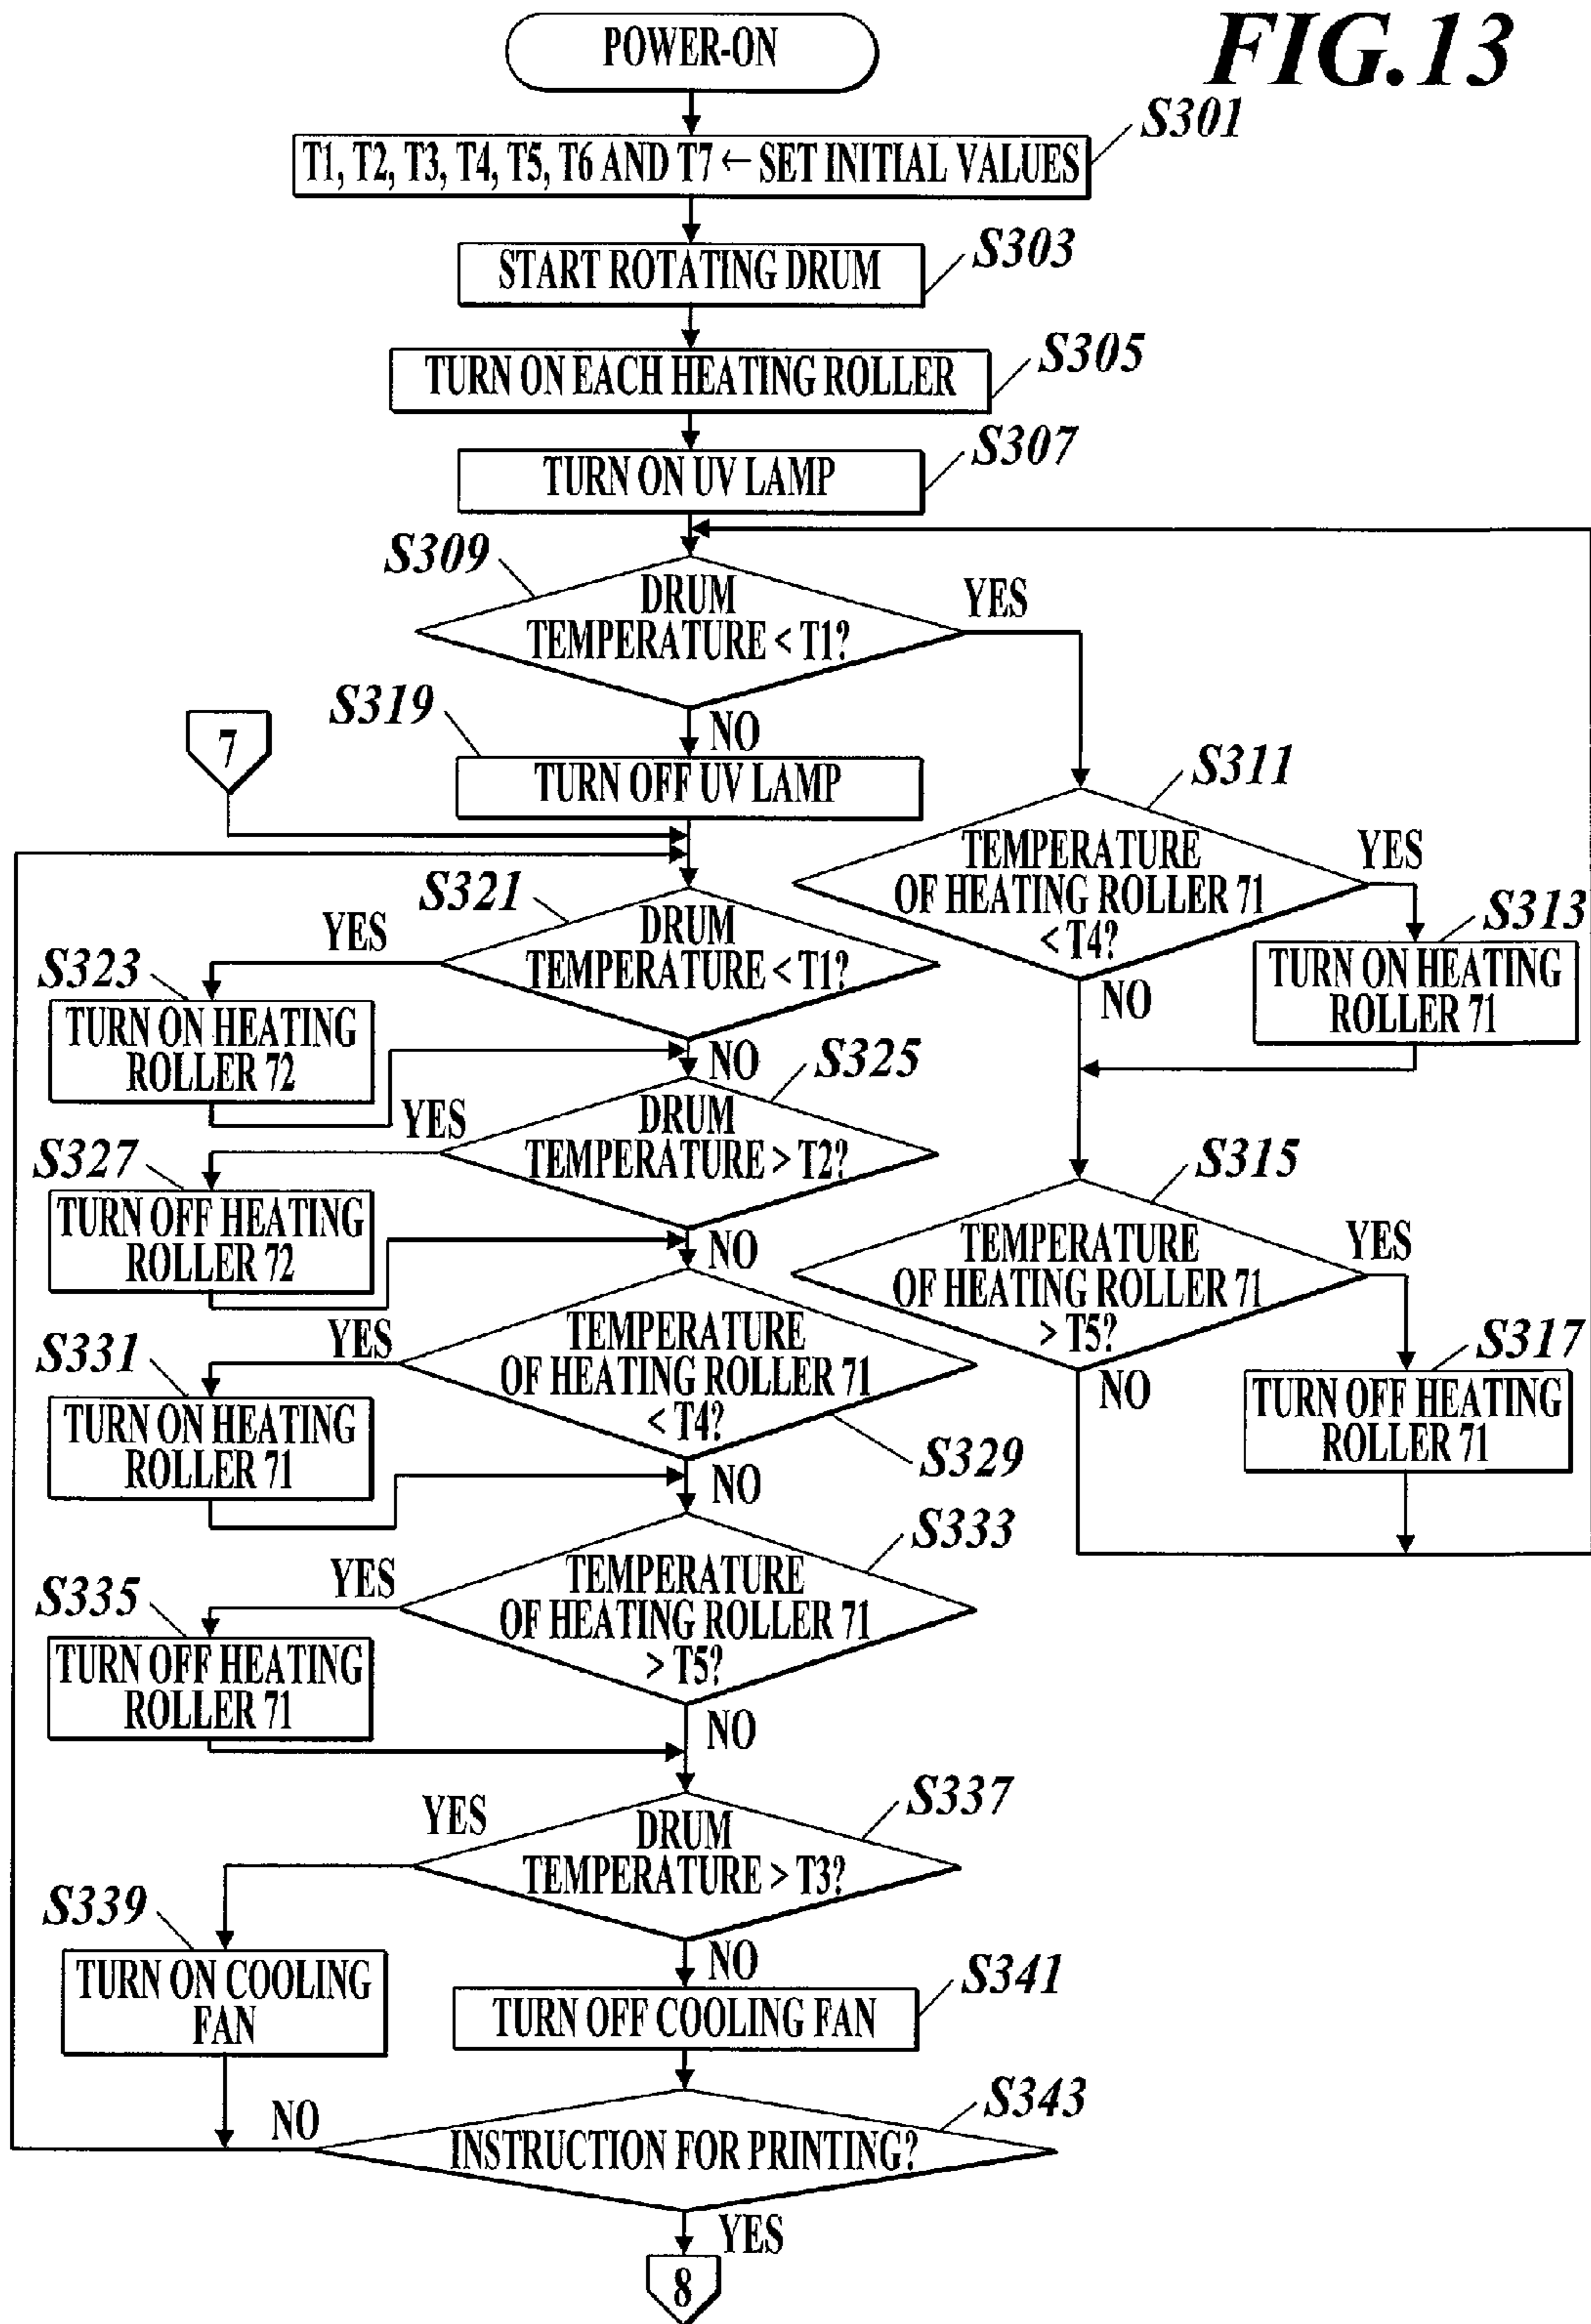 FIG.13
POWER-ON
S301
T1, T2, T3, T4, T5, T6 AND T7 ← SET INITIAL VALUES
S303
START ROTATING DRUM
S305
TURN ON EACH HEATING ROLLER
S307
TURN ON UV LAMP
S309
DRUM
TEMPERATURE < T1?
YES
NO
S311
TEMPERATURE
OF HEATING ROLLER 71
< T4?
YES
NO
S313
TURN ON HEATING
ROLLER 71
S315
TEMPERATURE
OF HEATING ROLLER 71
> T5?
YES
NO
S317
TURN OFF HEATING
ROLLER 71
S319
TURN OFF UV LAMP
7
S321
DRUM
TEMPERATURE < T1?
YES
NO
S323
TURN ON HEATING
ROLLER 72
S325
DRUM
TEMPERATURE > T2?
YES
NO
S327
TURN OFF HEATING
ROLLER 72
TEMPERATURE
OF HEATING ROLLER 71
< T4?
S329
YES
NO
S331
TURN ON HEATING
ROLLER 71
S333
TEMPERATURE
OF HEATING ROLLER 71
> T5?
YES
NO
S335
TURN OFF HEATING
ROLLER 71
S337
DRUM
TEMPERATURE > T3?
YES
NO
S339
TURN ON COOLING
FAN
S341
TURN OFF COOLING FAN
S343
INSTRUCTION FOR PRINTING?
NO
YES
8